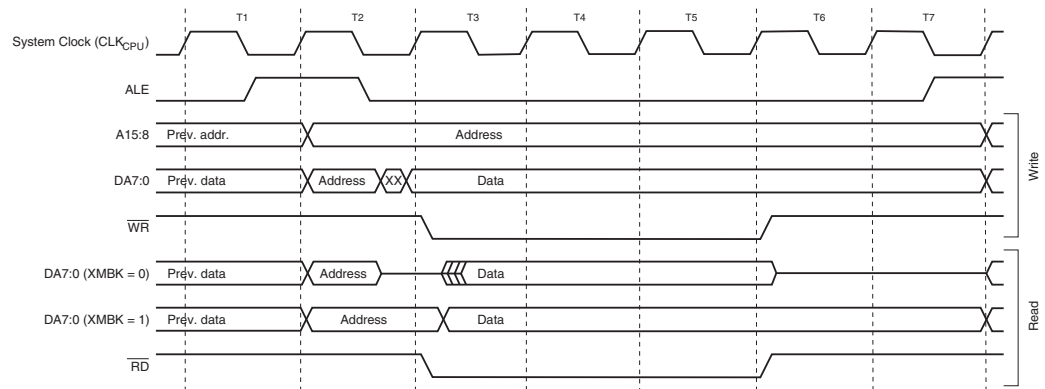 T1 T2 T3 T4 T5 T6 T7
System Clock (CLKCPU)
ALE
A15:8 Prev. addr. Address
DA7:0 Prev. data Address XX Data
WR
Write
DA7:0 (XMBK = 0) Prev. data Address Data
DA7:0 (XMBK = 1) Prev. data Address Data
RD
Read